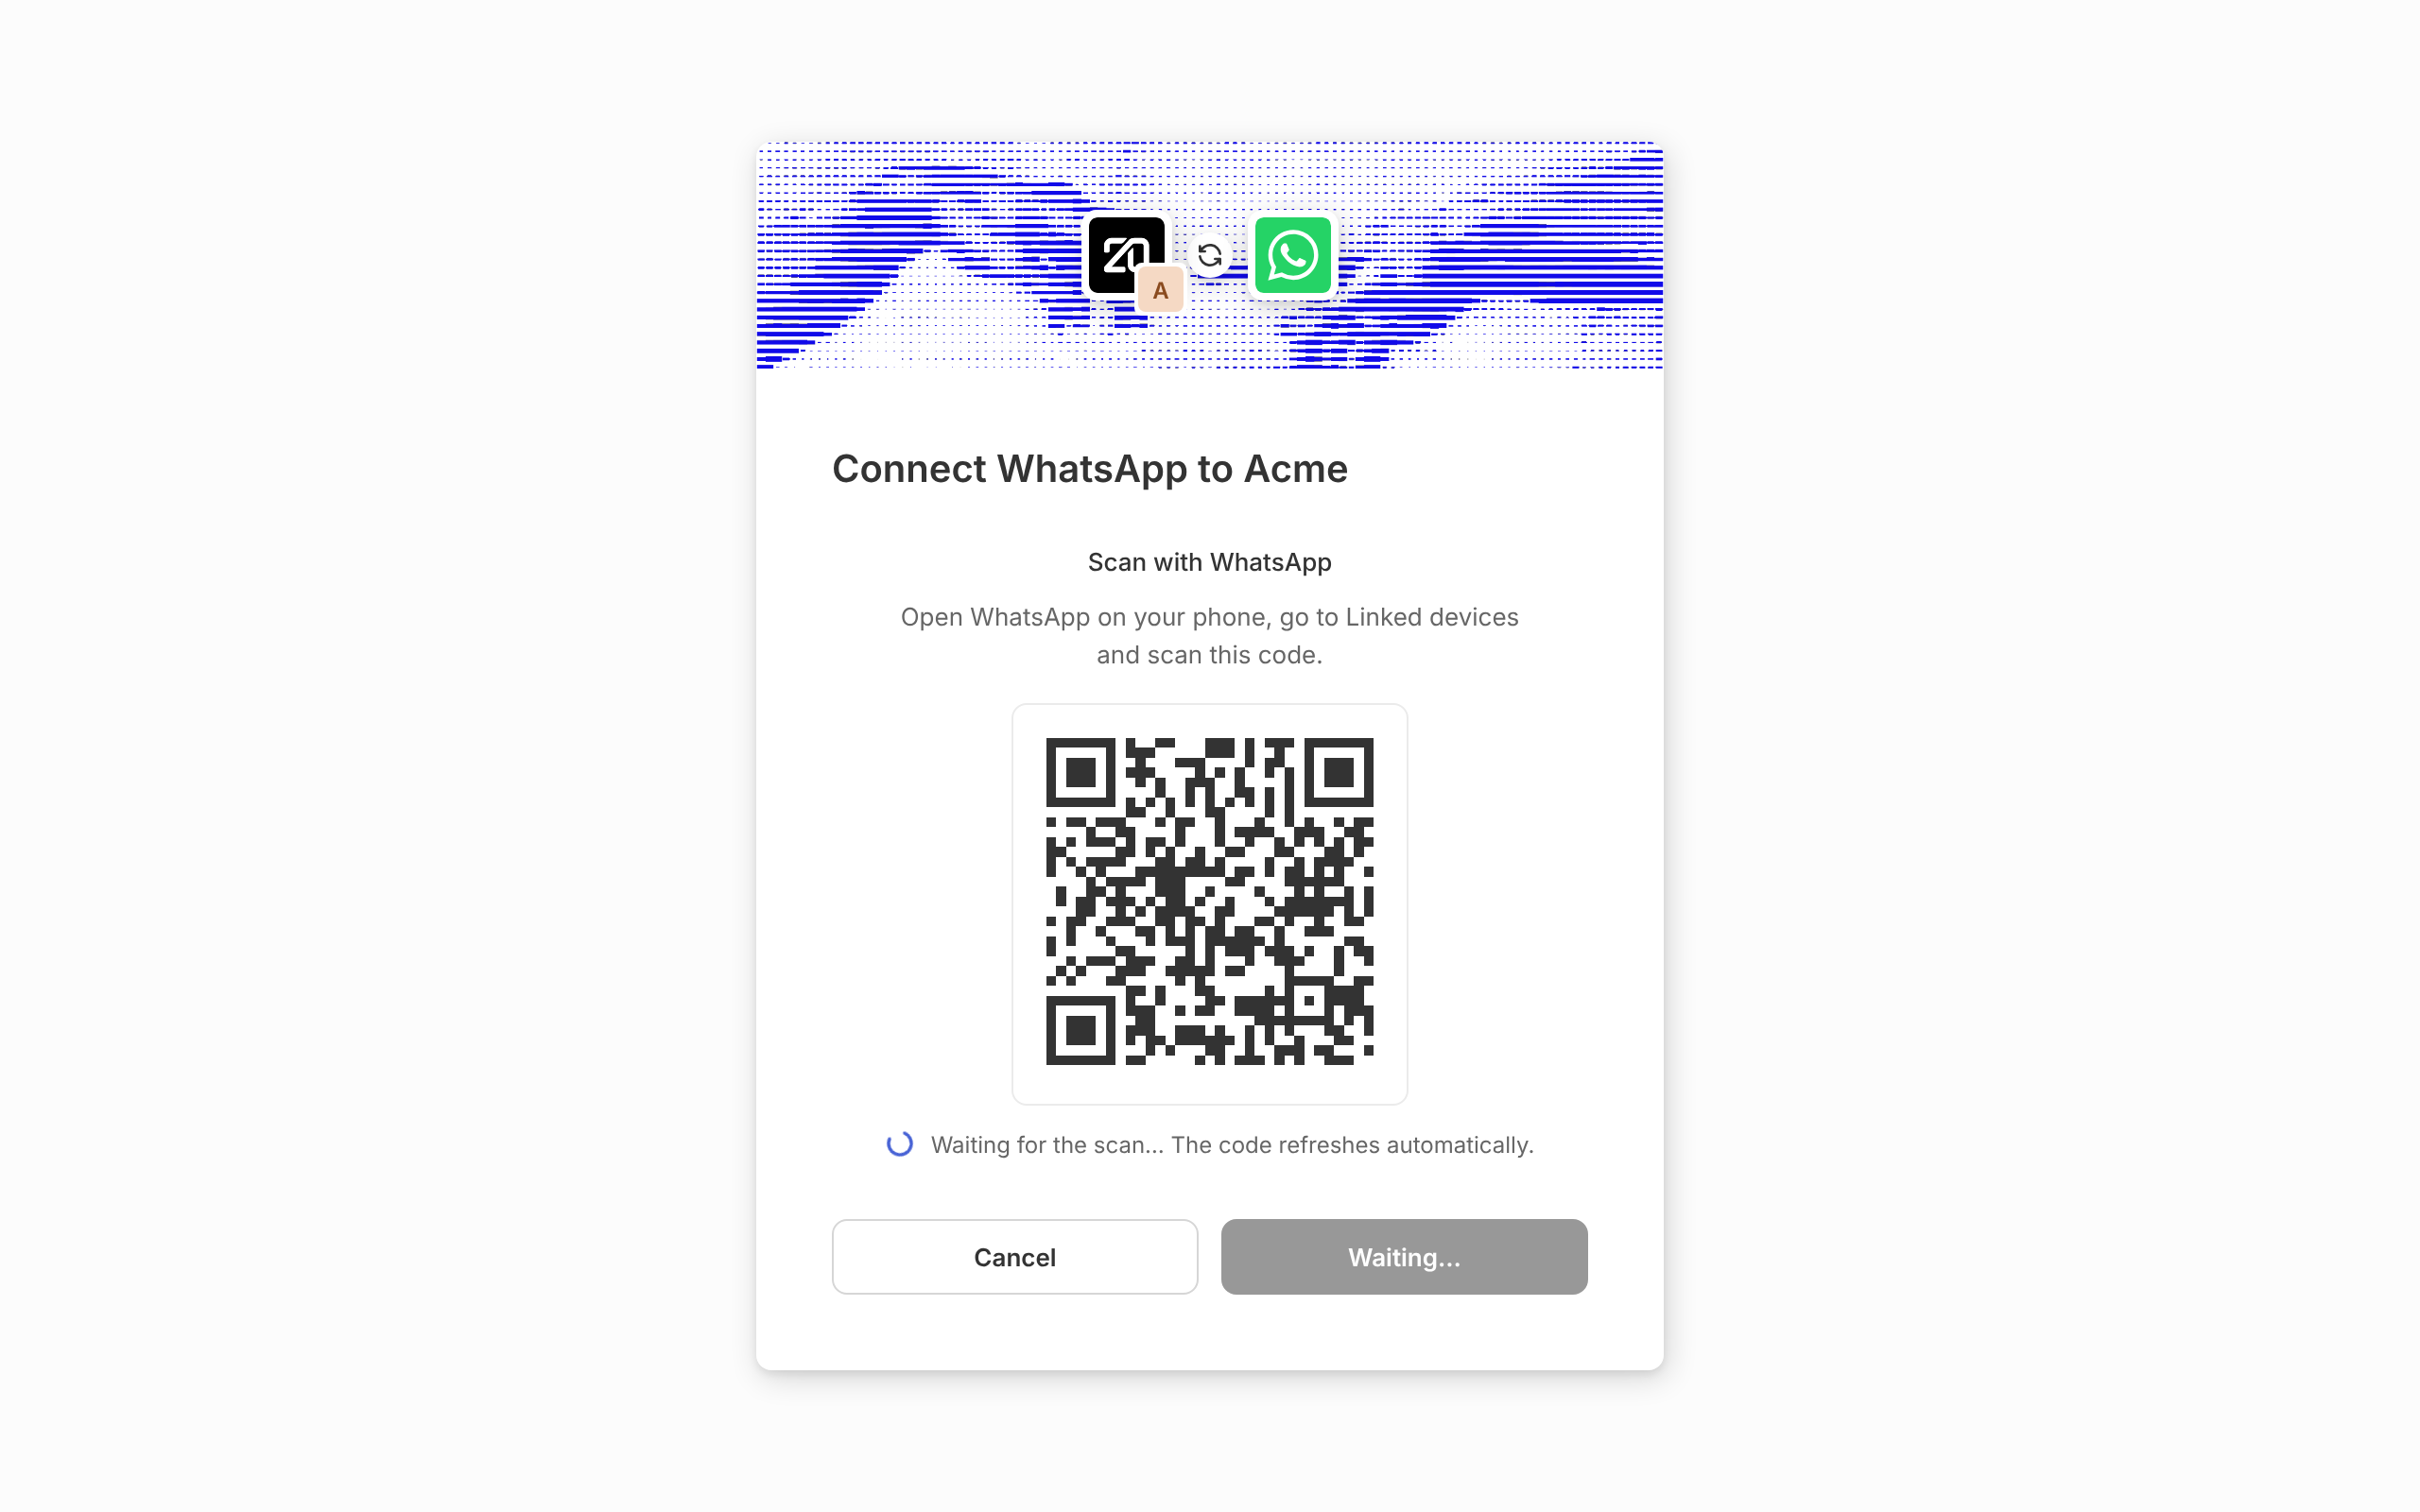 20
A
Connect WhatsApp to Acme
Scan with WhatsApp
Open WhatsApp on your phone, go to Linked devices
and scan this code.
Waiting for the scan... The code refreshes automatically.
Cancel
Waiting...